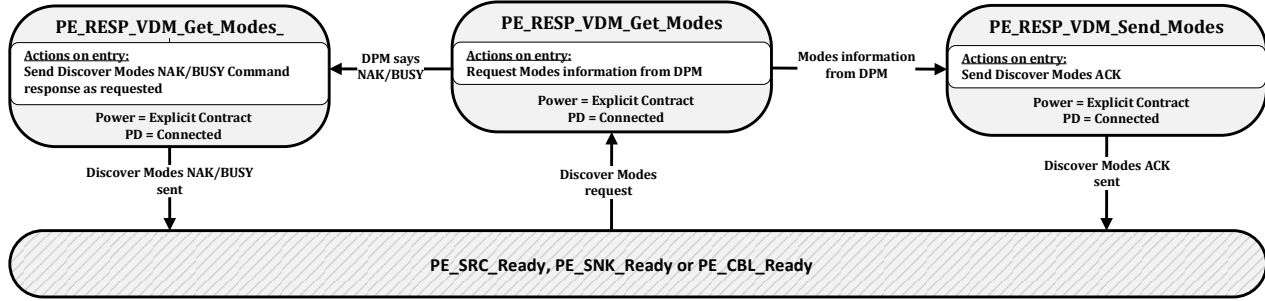 PE_RESP_VDM_Get_Modes_
Actions on entry:
Send Discover Modes NAK/BUSY Command
response as requested
Power = Explicit Contract
PD = Connected
DPM says
NAK/BUSY
PE_RESP_VDM_Get_Modes
Actions on entry:
Request Modes information from DPM
Power = Explicit Contract
PD = Connected
Modes information
from DPM
PE_RESP_VDM_Send_Modes
Actions on entry:
Send Discover Modes ACK
Power = Explicit Contract
PD = Connected
Discover Modes NAK/BUSY
sent
Discover Modes
request
Discover Modes ACK
sent
PE_SRC_Ready, PE_SNK_Ready or PE_CBL_Ready